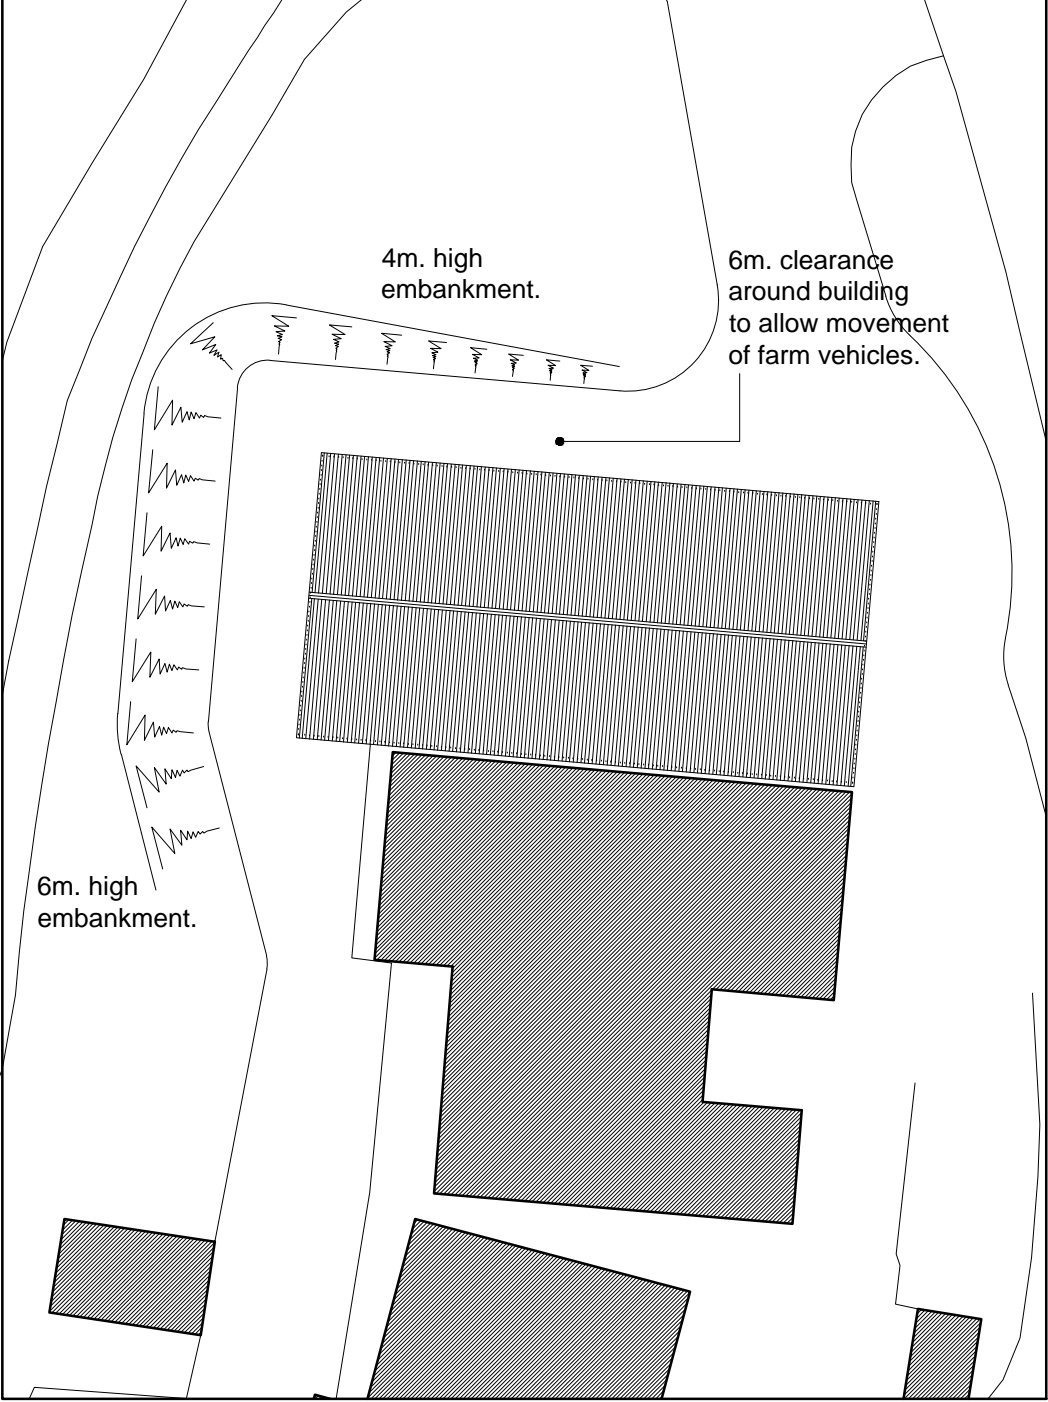 4m. high
embankment.
6m. clearance
around building
to allow movement
of farm vehicles.
6m. high
embankment.